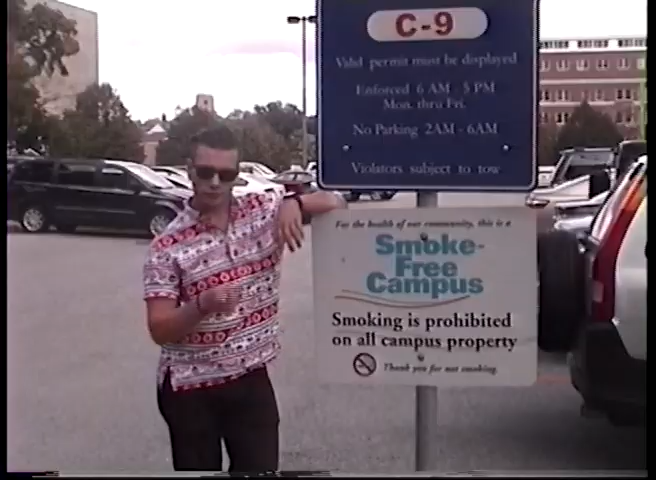 C-9
Valid permit must be displayed
Enforced 6 AM - 5 PM
Mon. thru Fri.
No Parking 2AM - 6AM
Violators subject to tow
For the health of our community, this is a
Smoke-
Free
Campus
Smoking is prohibited
on all campus property
Thank you for not smoking.